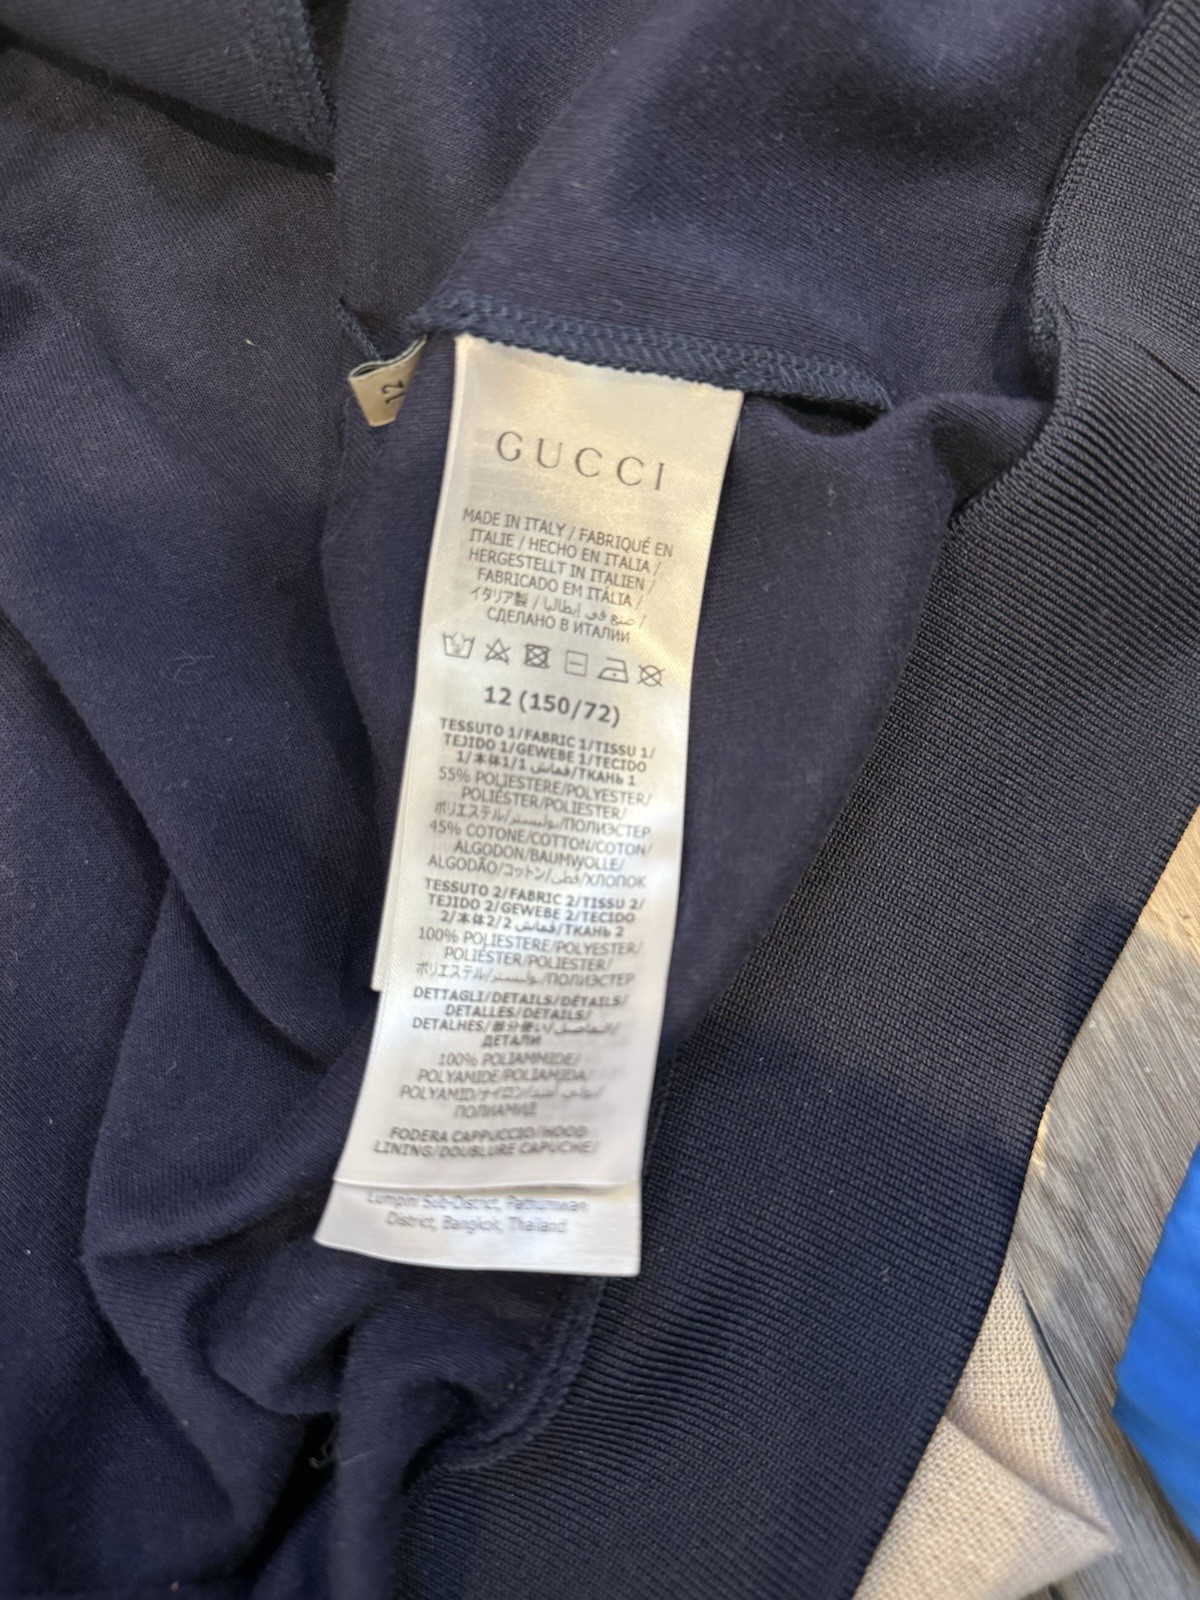 12
GUCCI
MADE IN ITALY / FABRIQUÉ EN
ITALIE / HECHO EN ITALIA /
HERGESTELLT IN ITALIEN /
FABRICADO EM ITÁLIA /
イタリア製 / صنع في إيطاليا /
СДЕЛАНО В ИТАЛИИ
12 (150/72)
TESSUTO 1/FABRIC 1/TISSU 1/
TEJIDO 1/GEWEBE 1/TECIDO
1/本体1/1 قماش/ТКАНЬ 1
55% POLIESTERE/POLYESTER/
POLIÉSTER/POLIESTER/
ポリエステル/بوليستر/ПОЛИЭСТЕР
45% COTONE/COTTON/COTON/
ALGODON/BAUMWOLLE/
ALGODÃO/コットン/قطن/ХЛОПОК
TESSUTO 2/FABRIC 2/TISSU 2/
TEJIDO 2/GEWEBE 2/TECIDO
2/本体2/2 قماش/ТКАНЬ 2
100% POLIESTERE/POLYESTER/
POLIÉSTER/POLIESTER/
ポリエステル/بوليستر/ПОЛИЭСТЕР
DETTAGLI/DETAILS/DÉTAILS/
DETALLES/DETAILS/
DETALHES/部分使い/التفاصيل/
ДЕТАЛИ
100% POLIAMMIDE/
POLYAMIDE/POLIAMIDA/
POLYAMID/ナイロン/
ПОЛИАМИД
FODERA CAPPUCCIO/HOOD
LINING/DOUBLURE CAPUCHE/
Lumpini Sub-District, Pathumwan
District, Bangkok, Thailand